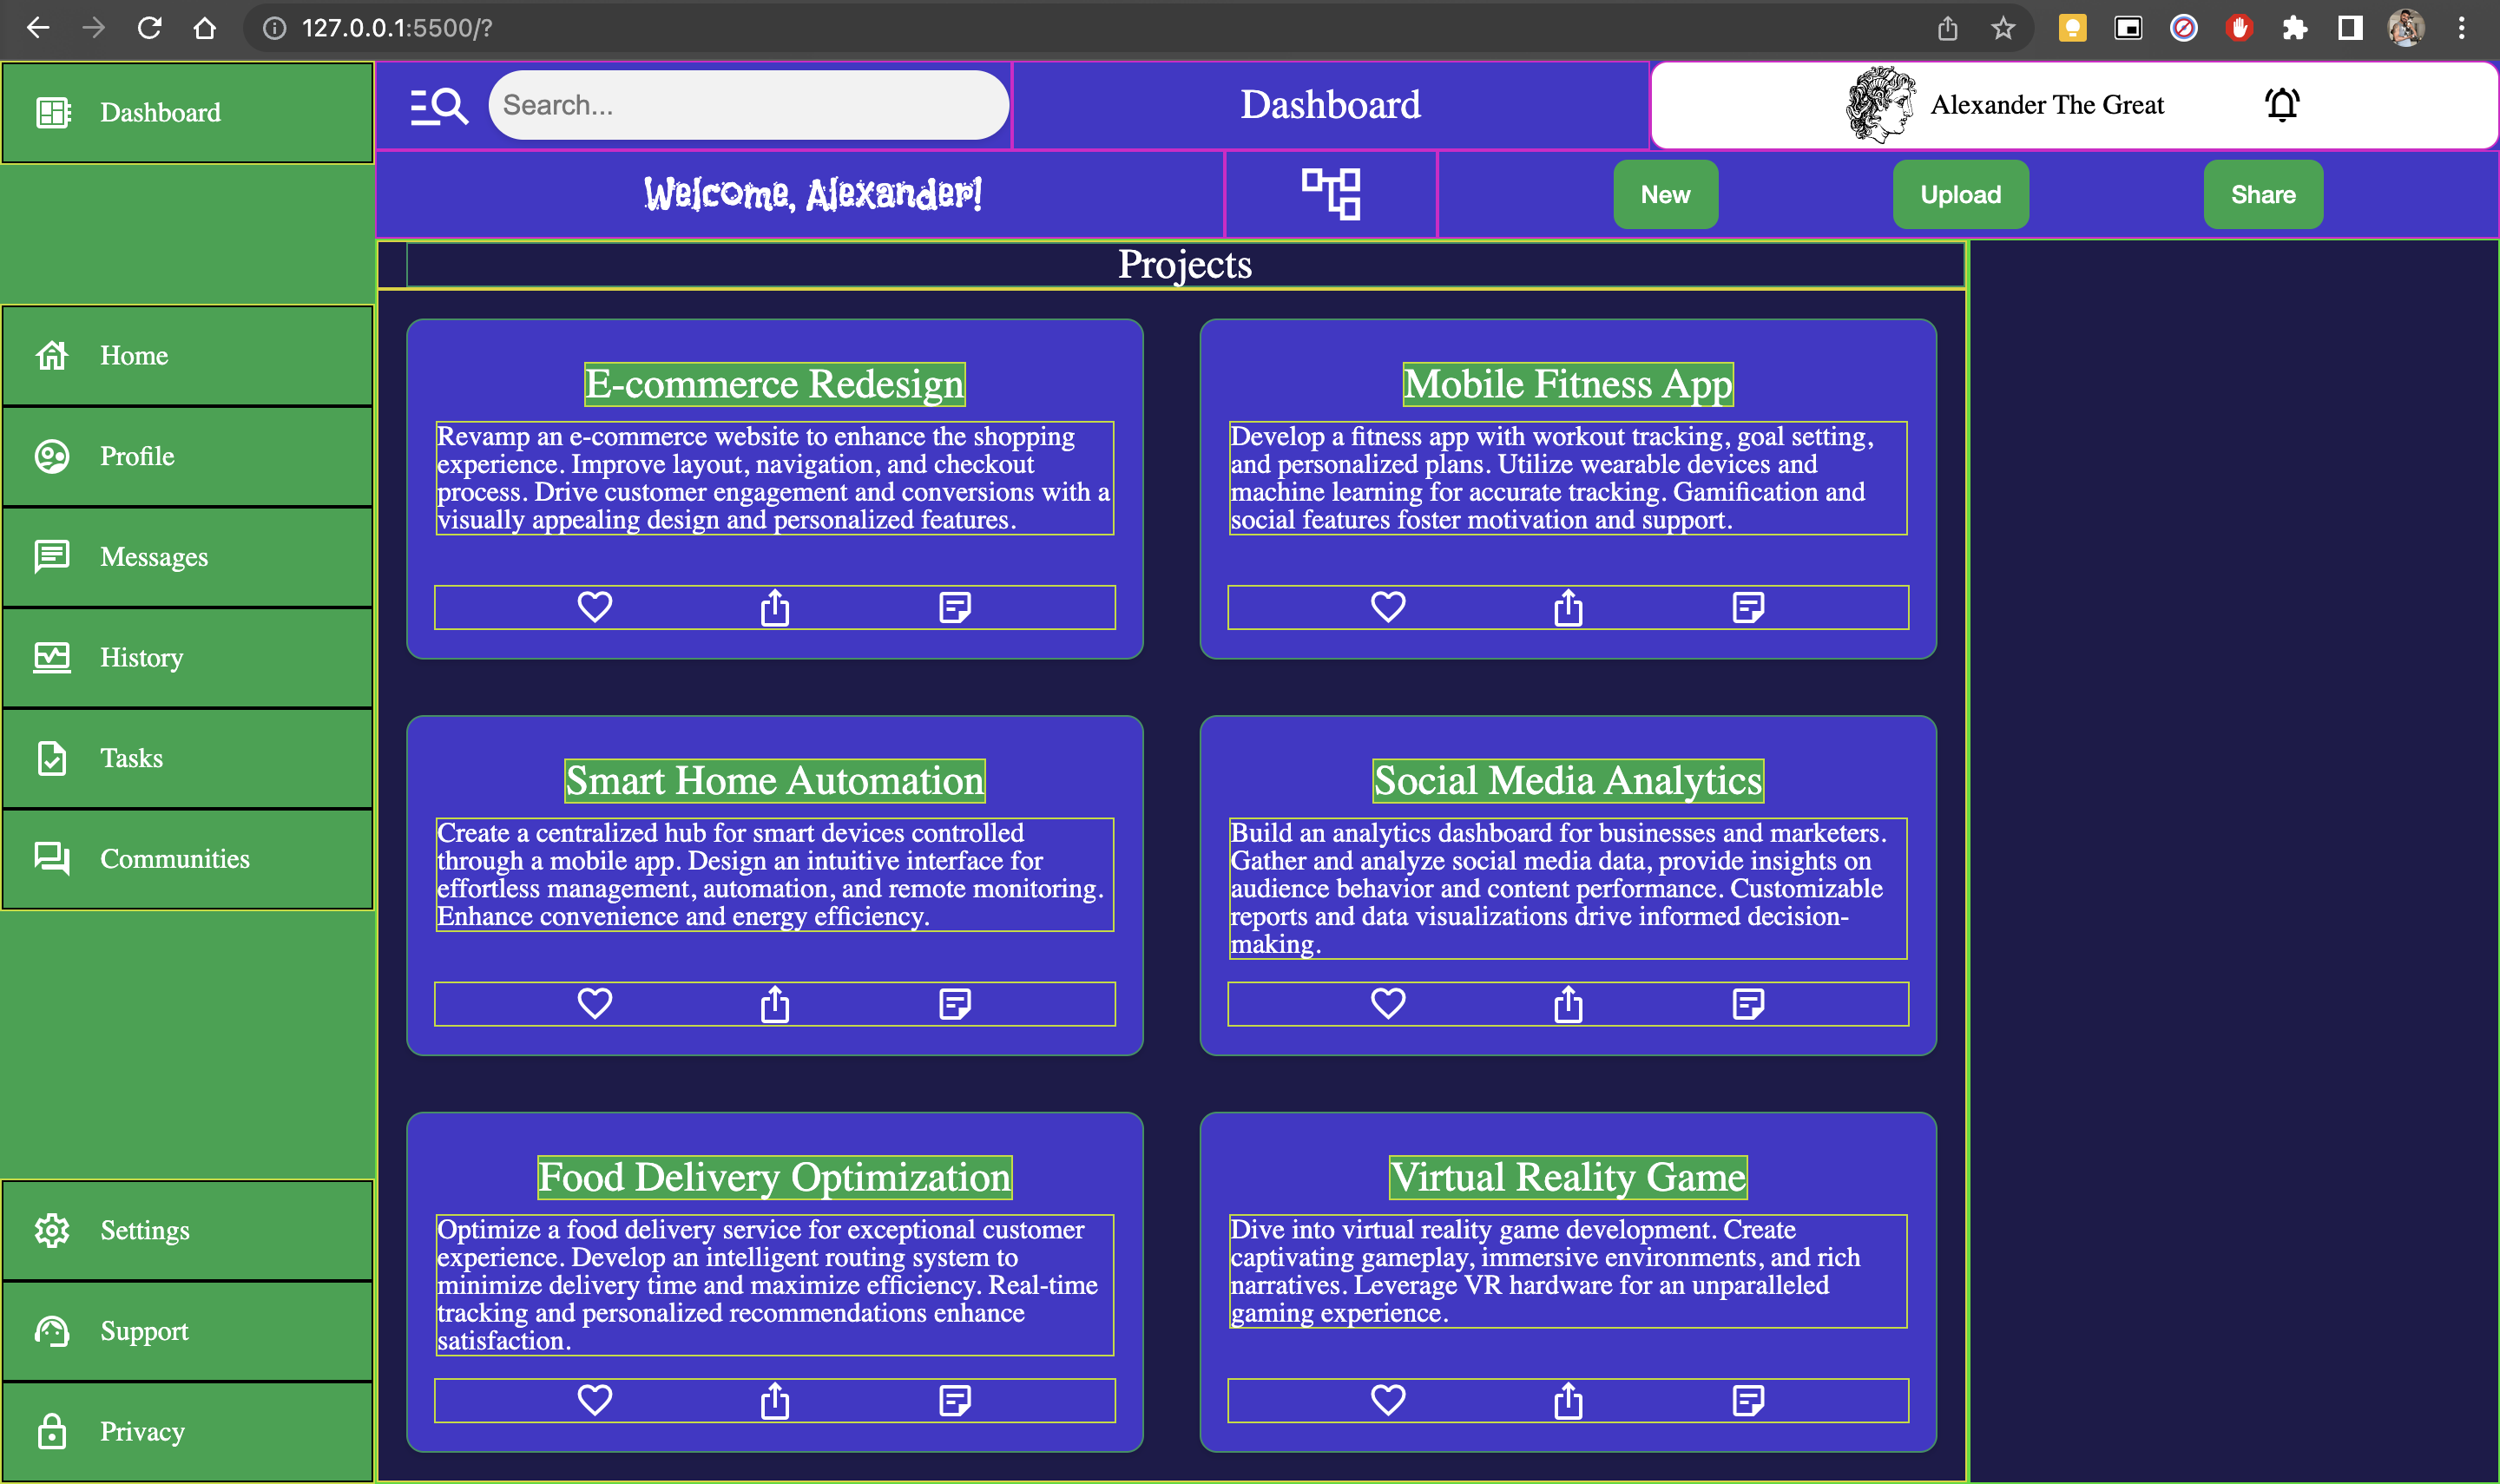 127.0.0.1:5500/?
Dashboard
Search...
Dashboard
Alexander The Great
Welcome, Alexander!
New
Upload
Share
Home
Profile
Messages
History
Tasks
Communities
Settings
Support
Privacy
Projects
E-commerce Redesign
Revamp an e-commerce website to enhance the shopping
experience. Improve layout, navigation, and checkout
process. Drive customer engagement and conversions with a
visually appealing design and personalized features.
Mobile Fitness App
Develop a fitness app with workout tracking, goal setting,
and personalized plans. Utilize wearable devices and
machine learning for accurate tracking. Gamification and
social features foster motivation and support.
Smart Home Automation
Create a centralized hub for smart devices controlled
through a mobile app. Design an intuitive interface for
effortless management, automation, and remote monitoring.
Enhance convenience and energy efficiency.
Social Media Analytics
Build an analytics dashboard for businesses and marketers.
Gather and analyze social media data, provide insights on
audience behavior and content performance. Customizable
reports and data visualizations drive informed decision-
making.
Food Delivery Optimization
Optimize a food delivery service for exceptional customer
experience. Develop an intelligent routing system to
minimize delivery time and maximize efficiency. Real-time
tracking and personalized recommendations enhance
satisfaction.
Virtual Reality Game
Dive into virtual reality game development. Create
captivating gameplay, immersive environments, and rich
narratives. Leverage VR hardware for an unparalleled
gaming experience.